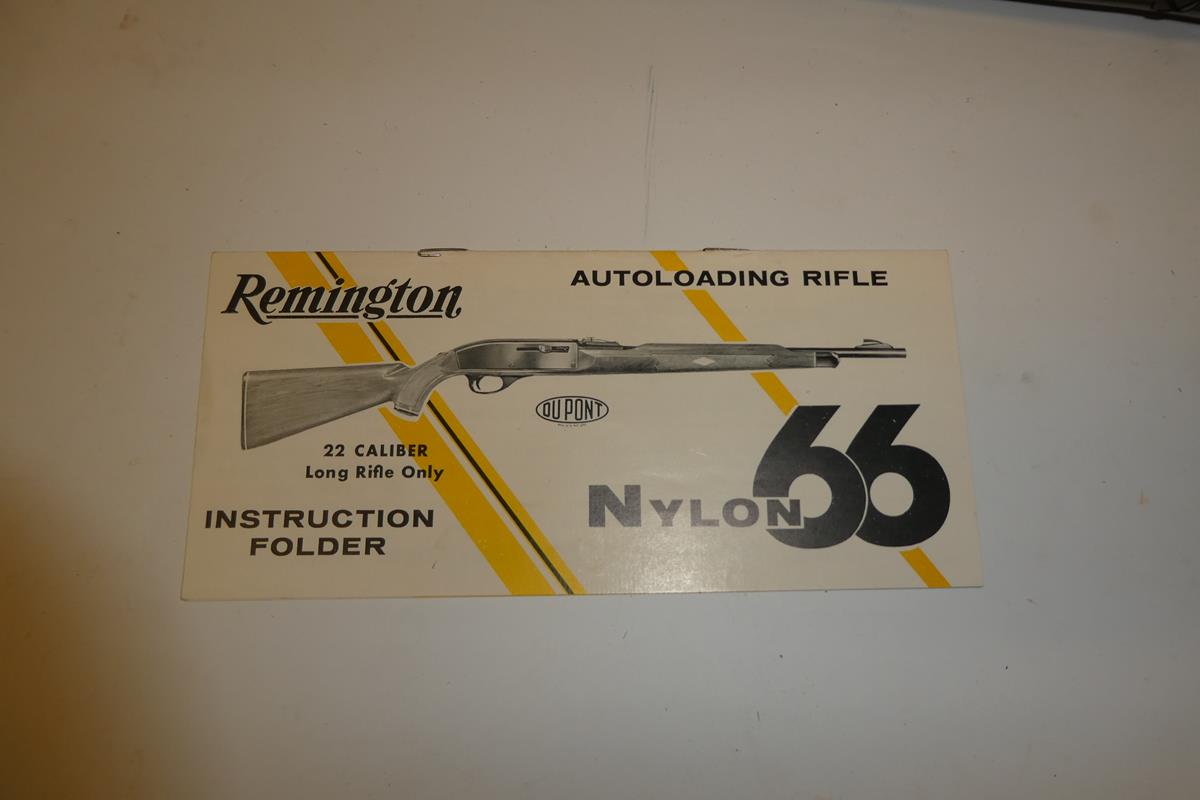 Remington
AUTOLOADING RIFLE
DU PONT
22 CALIBER
Long Rifle Only
INSTRUCTION
FOLDER
NYLON 66